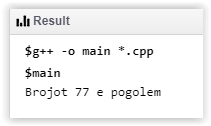 Result
$g++ -o main *.cpp
$main
Brojot 77 e pogolem